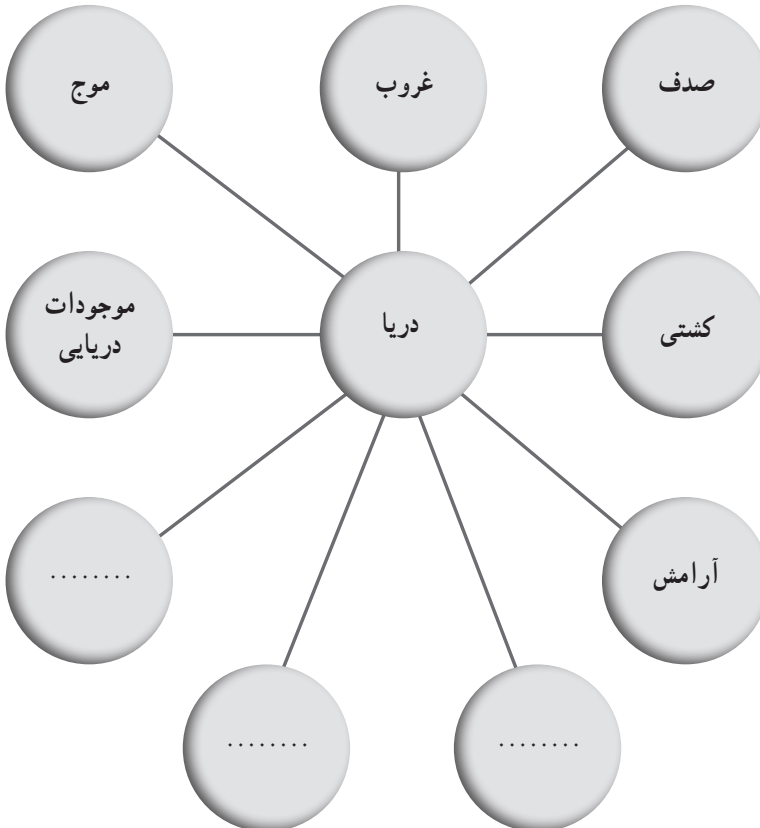 صدف
غروب
موج
کشتی
دریا
موجودات
دریایی
آرامش
........
........
........